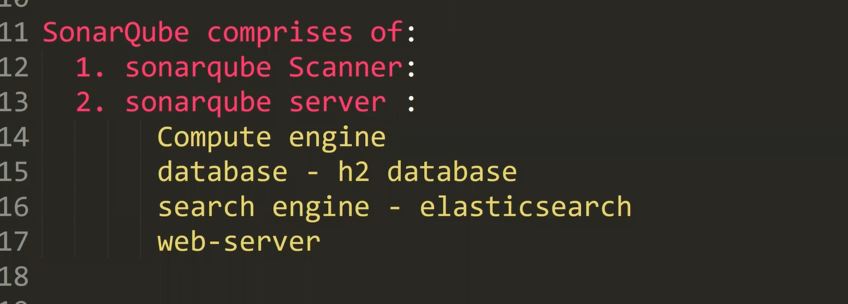 11 SonarQube comprises of:
12 1. sonarqube Scanner:
13 2. sonarqube server :
14 Compute engine
15 database - h2 database
16 search engine - elasticsearch
17 web-server
18